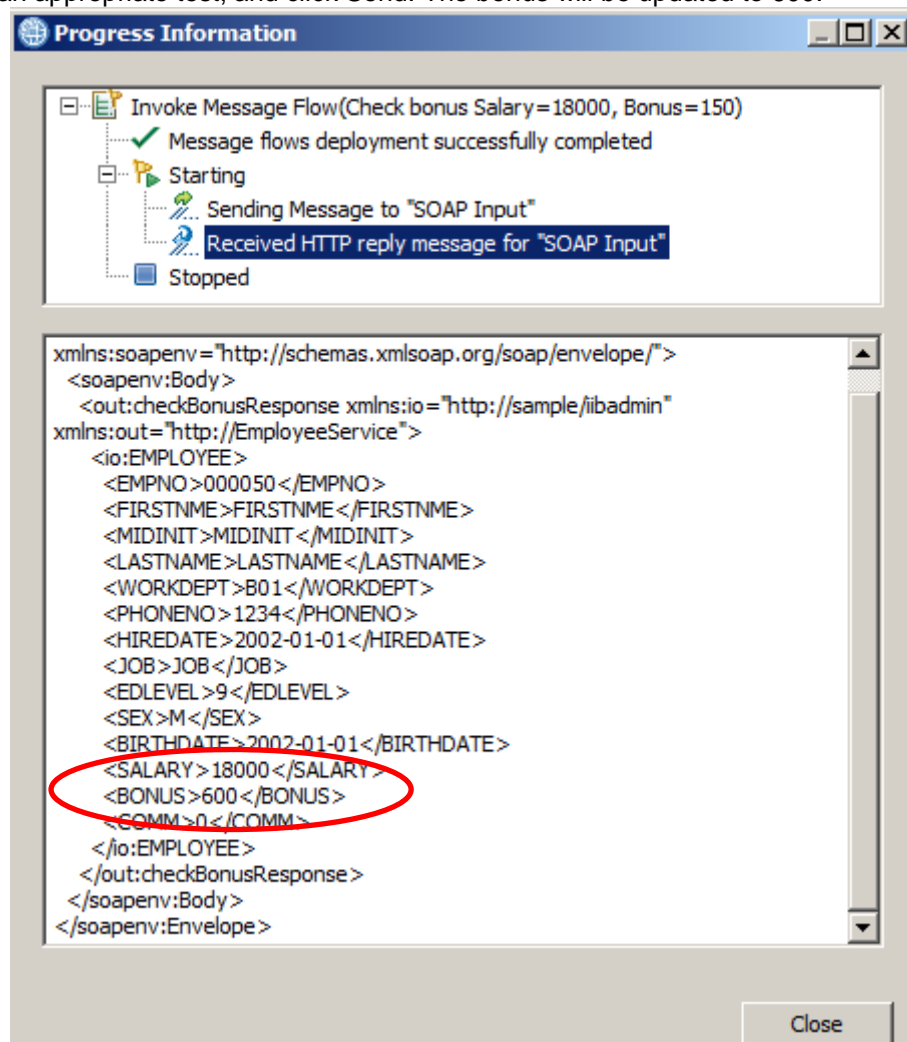 an appropriate test, and click Send. The bonus will be updated to 600.
Progress Information
Invoke Message Flow(Check bonus Salary=18000, Bonus=150)
Message flows deployment successfully completed
Starting
Sending Message to "SOAP Input"
Received HTTP reply message for "SOAP Input"
Stopped
xmlns:soapenv="http://schemas.xmlsoap.org/soap/envelope/">
<soapenv:Body>
<out:checkBonusResponse xmlns:io="http://sample/iibadmin"
xmlns:out="http://EmployeeService">
<io:EMPLOYEE>
<EMPNO>000050</EMPNO>
<FIRSTNME>FIRSTNME</FIRSTNME>
<MIDINIT>MIDINIT</MIDINIT>
<LASTNAME>LASTNAME</LASTNAME>
<WORKDEPT>B01</WORKDEPT>
<PHONENO>1234</PHONENO>
<HIREDATE>2002-01-01</HIREDATE>
<JOB>JOB</JOB>
<EDLEVEL>9</EDLEVEL>
<SEX>M</SEX>
<BIRTHDATE>2002-01-01</BIRTHDATE>
<SALARY>18000</SALARY>
<BONUS>600</BONUS>
<COMM>0</COMM>
</io:EMPLOYEE>
</out:checkBonusResponse>
</soapenv:Body>
</soapenv:Envelope>
Close